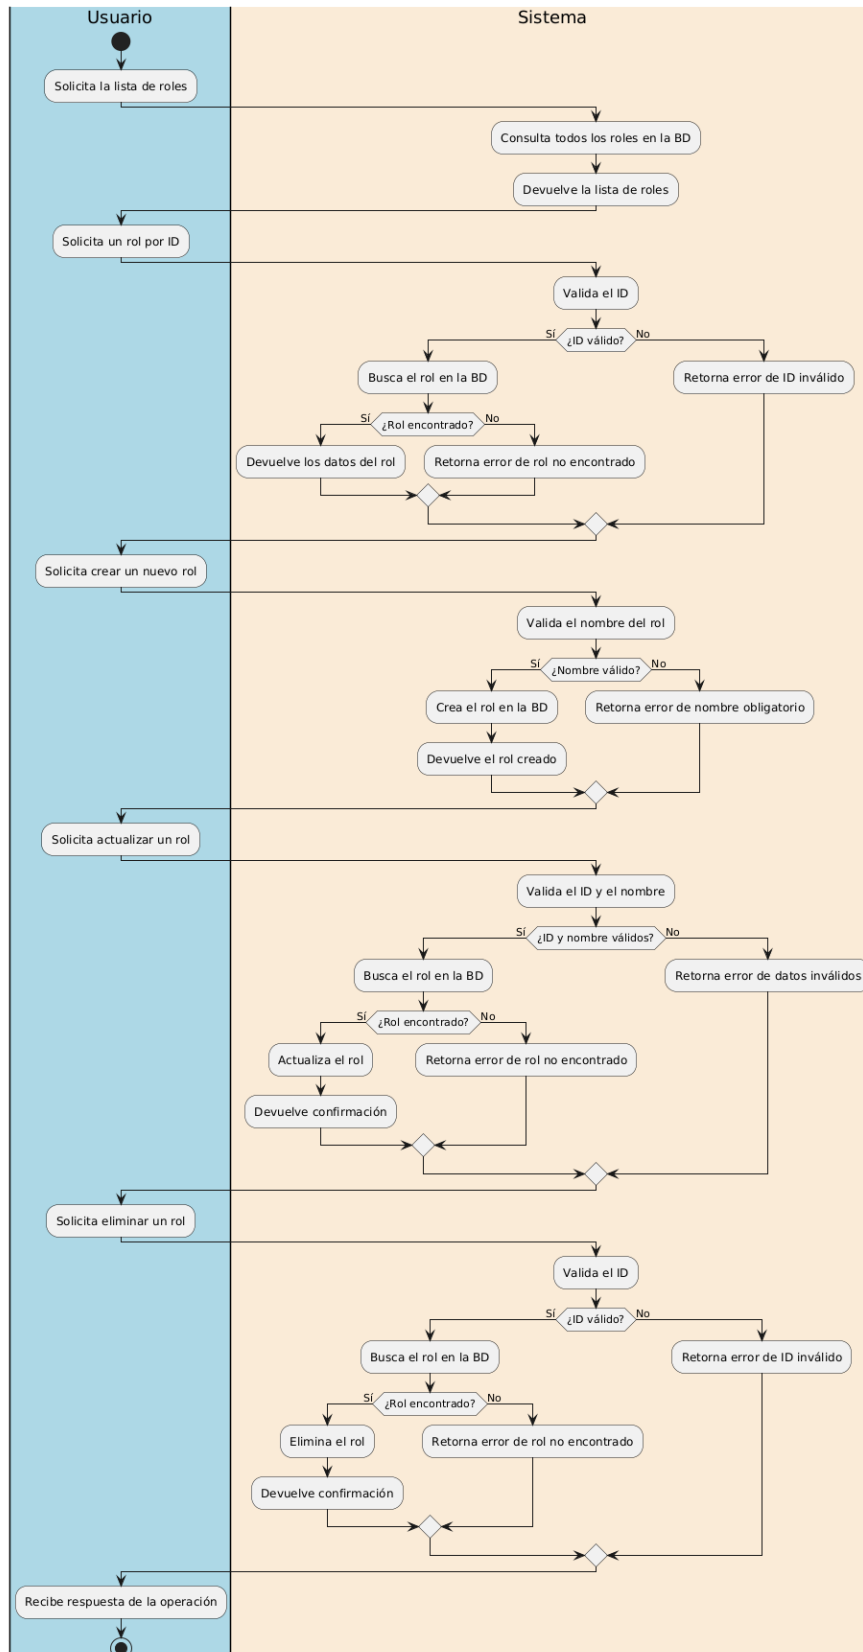 Usuario
Sistema
Solicita la lista de roles
Consulta todos los roles en la BD
Devuelve la lista de roles
Solicita un rol por ID
Valida el ID
Sí
¿ID válido?
No
Busca el rol en la BD
Retorna error de ID inválido
Sí
¿Rol encontrado?
No
Devuelve los datos del rol
Retorna error de rol no encontrado
Solicita crear un nuevo rol
Valida el nombre del rol
Sí
¿Nombre válido?
No
Crea el rol en la BD
Retorna error de nombre obligatorio
Devuelve el rol creado
Solicita actualizar un rol
Valida el ID y el nombre
Sí
¿ID y nombre válidos?
No
Busca el rol en la BD
Retorna error de datos inválidos
Sí
¿Rol encontrado?
No
Actualiza el rol
Retorna error de rol no encontrado
Devuelve confirmación
Solicita eliminar un rol
Valida el ID
Sí
¿ID válido?
No
Busca el rol en la BD
Retorna error de ID inválido
Sí
¿Rol encontrado?
No
Elimina el rol
Retorna error de rol no encontrado
Devuelve confirmación
Recibe respuesta de la operación